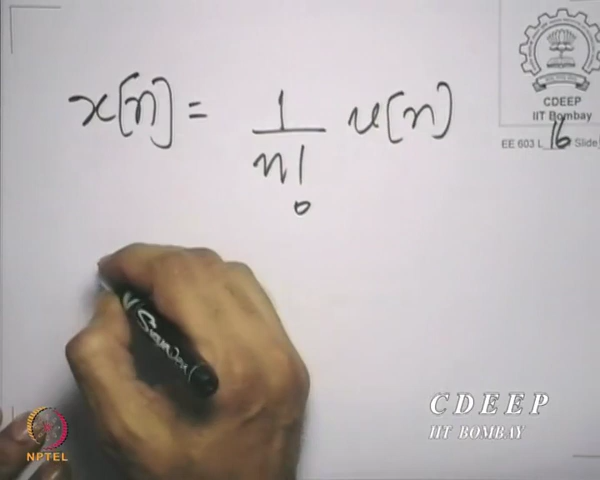 x[n] = 1/n! u[n]
CDEEP
IIT Bombay
EE 603 L 16 Slide
CDEEP
IIT BOMBAY
NPTEL